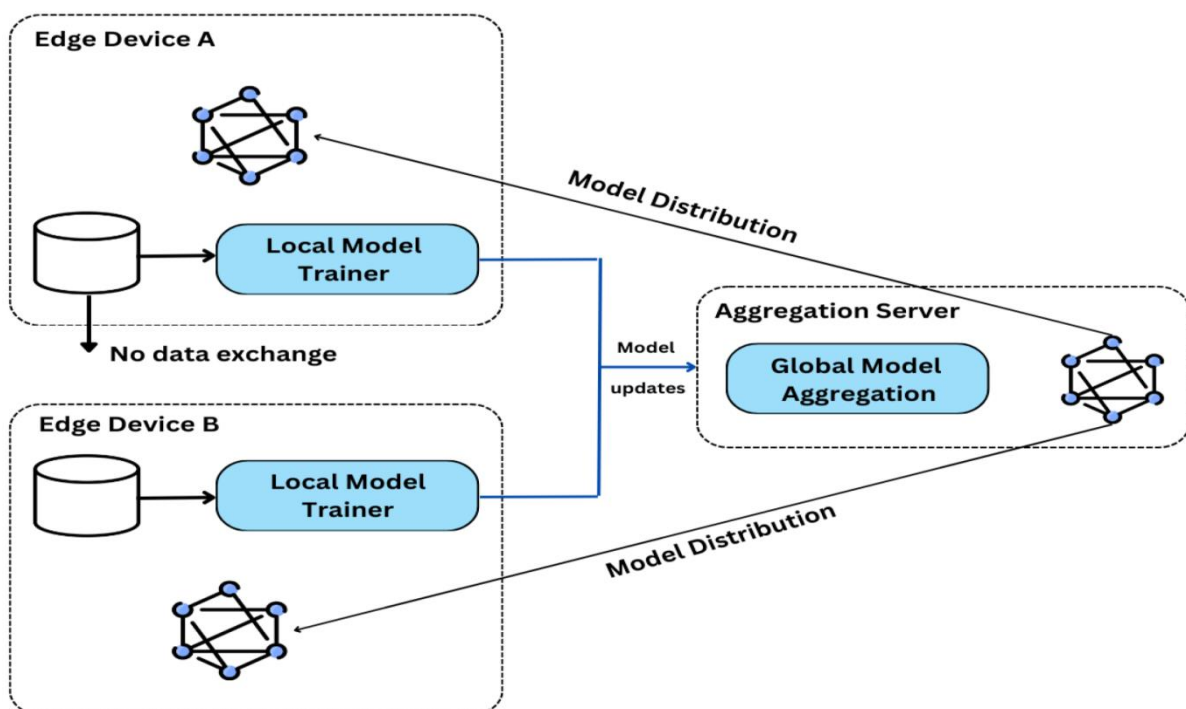 Edge Device A
Model Distribution
Local Model
Trainer
No data exchange
Aggregation Server
Model
updates
Global Model
Aggregation
Edge Device B
Local Model
Trainer
Model Distribution